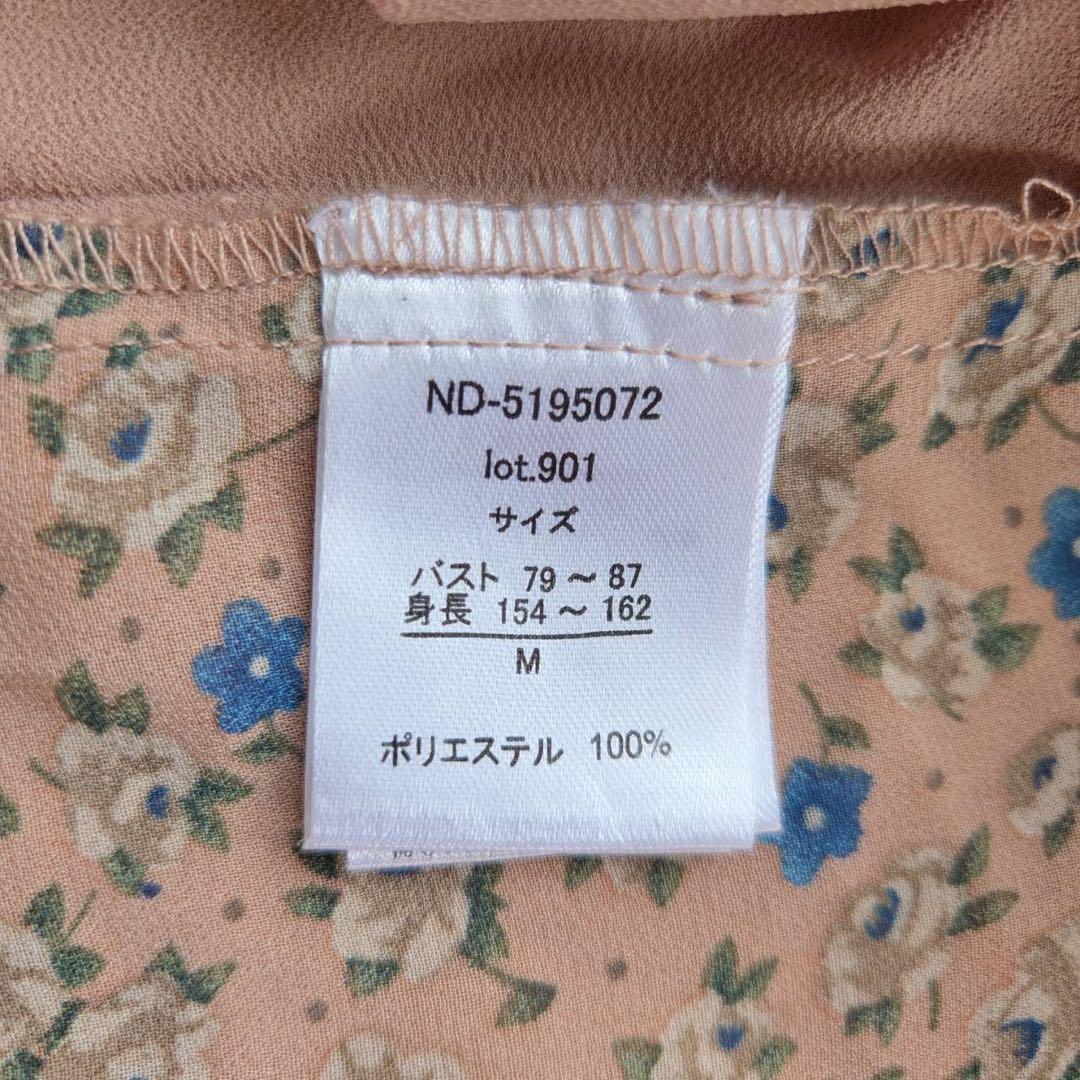 ND-5195072
lot.901
サイズ
バスト 79～87
身長 154～162
M
ポリエステル 100%